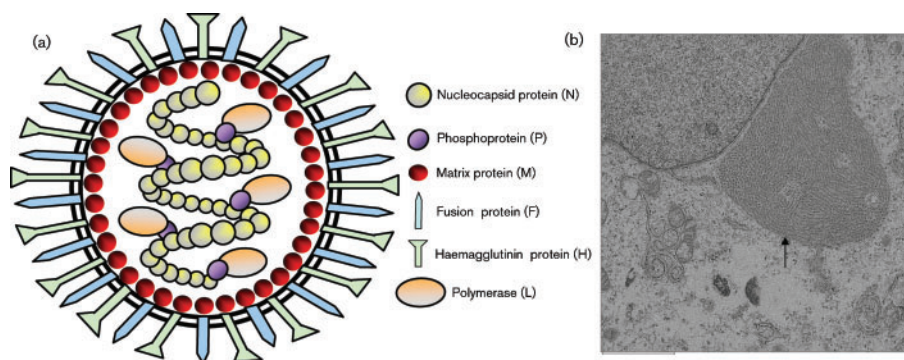 (a)
Nucleocapsid protein (N)
Phosphoprotein (P)
Matrix protein (M)
Fusion protein (F)
Haemagglutinin protein (H)
Polymerase (L)
(b)